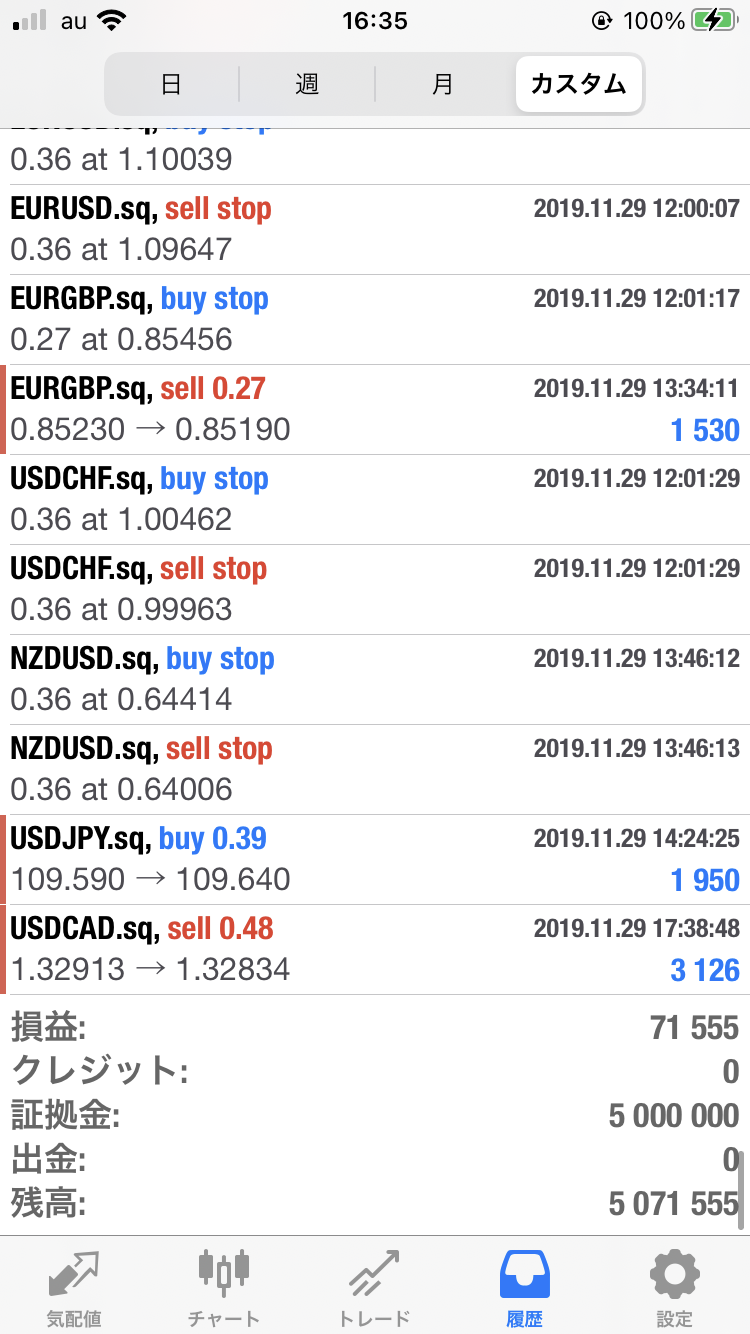 au 16:35 100%
日 週 月 カスタム
0.36 at 1.10039
EURUSD.sq, sell stop 2019.11.29 12:00:07
0.36 at 1.09647
EURGBP.sq, buy stop 2019.11.29 12:01:17
0.27 at 0.85456
EURGBP.sq, sell 0.27 2019.11.29 13:34:11
0.85230 → 0.85190 1 530
USDCHF.sq, buy stop 2019.11.29 12:01:29
0.36 at 1.00462
USDCHF.sq, sell stop 2019.11.29 12:01:29
0.36 at 0.99963
NZDUSD.sq, buy stop 2019.11.29 13:46:12
0.36 at 0.64414
NZDUSD.sq, sell stop 2019.11.29 13:46:13
0.36 at 0.64006
USDJPY.sq, buy 0.39 2019.11.29 14:24:25
109.590 → 109.640 1 950
USDCAD.sq, sell 0.48 2019.11.29 17:38:48
1.32913 → 1.32834 3 126
損益: 71 555
クレジット: 0
証拠金: 5 000 000
出金: 0
残高: 5 071 555
気配値 チャート トレード 履歴 設定